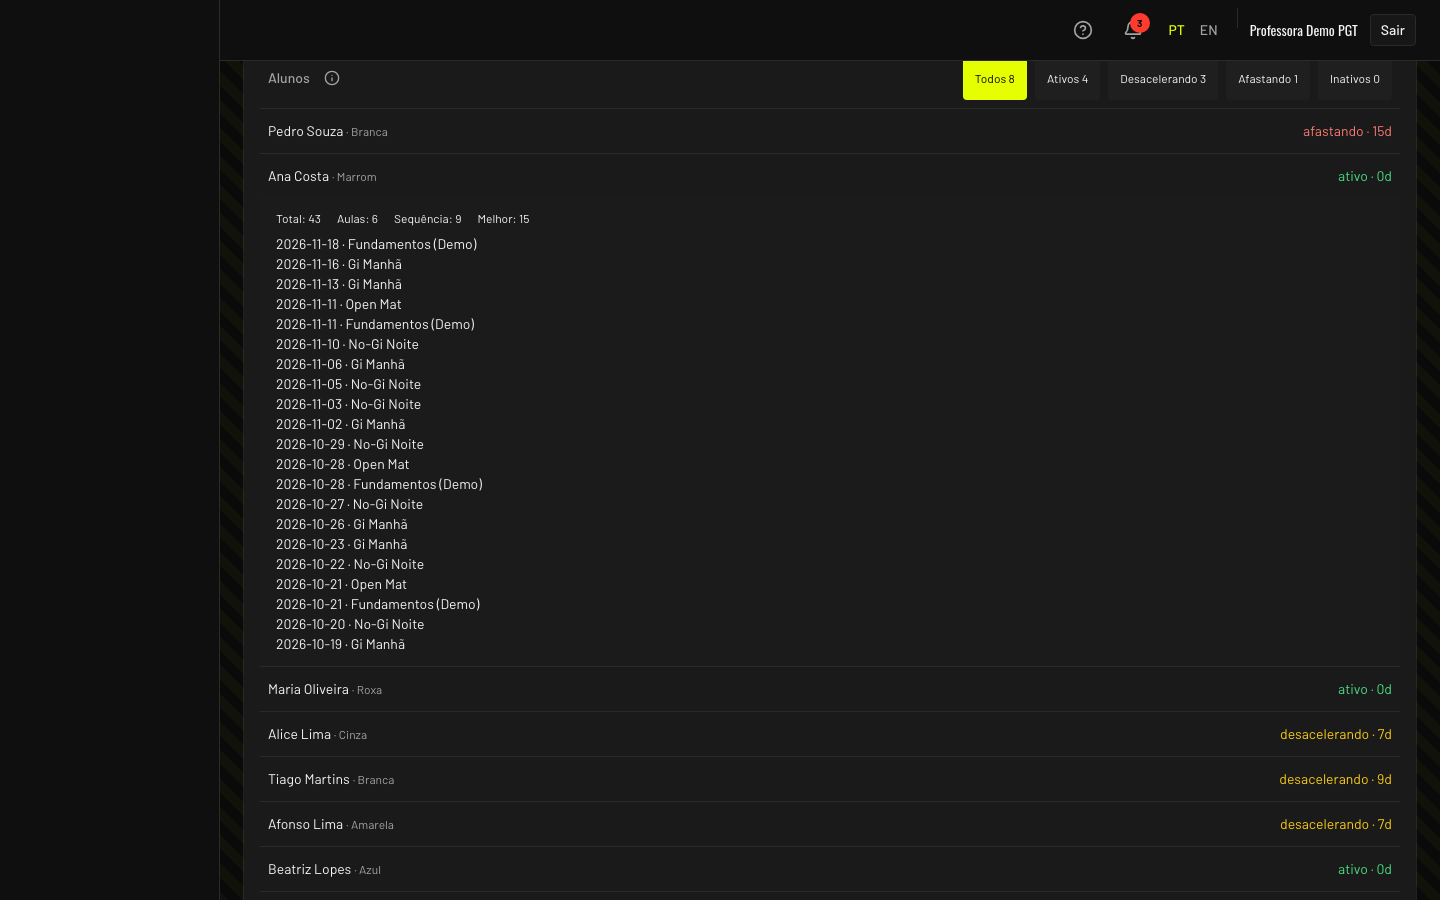 3
PT EN
Professora Demo PGT
Sair
Alunos
Todos 8
Ativos 4
Desacelerando 3
Afastando 1
Inativos 0
Pedro Souza · Branca
afastando · 15d
Ana Costa · Marrom
ativo · 0d
Total: 43 Aulas: 6 Sequência: 9 Melhor: 15
2026-11-18 · Fundamentos (Demo)
2026-11-16 · Gi Manhã
2026-11-13 · Gi Manhã
2026-11-11 · Open Mat
2026-11-11 · Fundamentos (Demo)
2026-11-10 · No-Gi Noite
2026-11-06 · Gi Manhã
2026-11-05 · No-Gi Noite
2026-11-03 · No-Gi Noite
2026-11-02 · Gi Manhã
2026-10-29 · No-Gi Noite
2026-10-28 · Open Mat
2026-10-28 · Fundamentos (Demo)
2026-10-27 · No-Gi Noite
2026-10-26 · Gi Manhã
2026-10-23 · Gi Manhã
2026-10-22 · No-Gi Noite
2026-10-21 · Open Mat
2026-10-21 · Fundamentos (Demo)
2026-10-20 · No-Gi Noite
2026-10-19 · Gi Manhã
Maria Oliveira · Roxa
ativo · 0d
Alice Lima · Cinza
desacelerando · 7d
Tiago Martins · Branca
desacelerando · 9d
Afonso Lima · Amarela
desacelerando · 7d
Beatriz Lopes · Azul
ativo · 0d